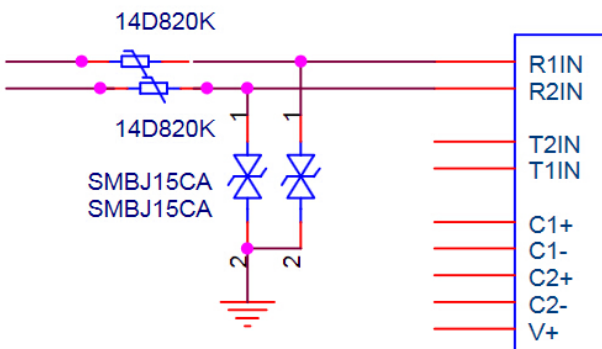 14D820K
14D820K
SMBJ15CA
SMBJ15CA
1
1
2
2
R1IN
R2IN
T2IN
T1IN
C1+
C1-
C2+
C2-
V+